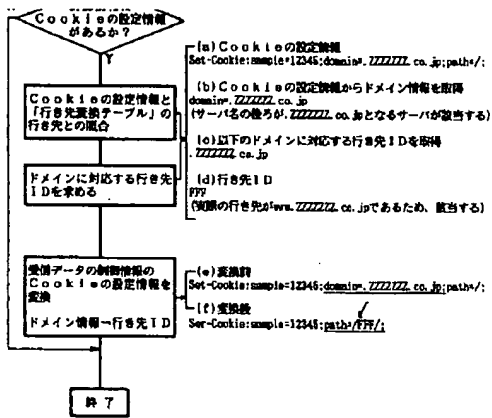 Cookieの設定情報
があるか?
Y
(a)Cookieの設定情報
Set-Cookie:sample=12345;domain=.ZZZZZZZ.co.jp;path=/;
(b)Cookieの設定情報からドメイン情報を取得
domain=.ZZZZZZZ.co.jp
(サーバ名の後ろが.ZZZZZZZ.co.jpとなるサーバが該当する)
Cookieの設定情報と
「行き先変換テーブル」の
行き先との照合
(c)以下のドメインに対応する行き先IDを取得
.ZZZZZZZ.co.jp
ドメインに対応する行き先
IDを求める
(d)行き先ID
FFF
(実際の行き先がwww.ZZZZZZZ.co.jpであるため、該当する)
受信データの制御情報の
Cookieの設定情報を
変換
ドメイン情報→行き先ID
(e)変換前
Set-Cookie:sample=12345;domain=.ZZZZZZZ.co.jp;path=/;
(f)変換後
Ser-Cookie:sample=12345;path=/FFF/;
終了